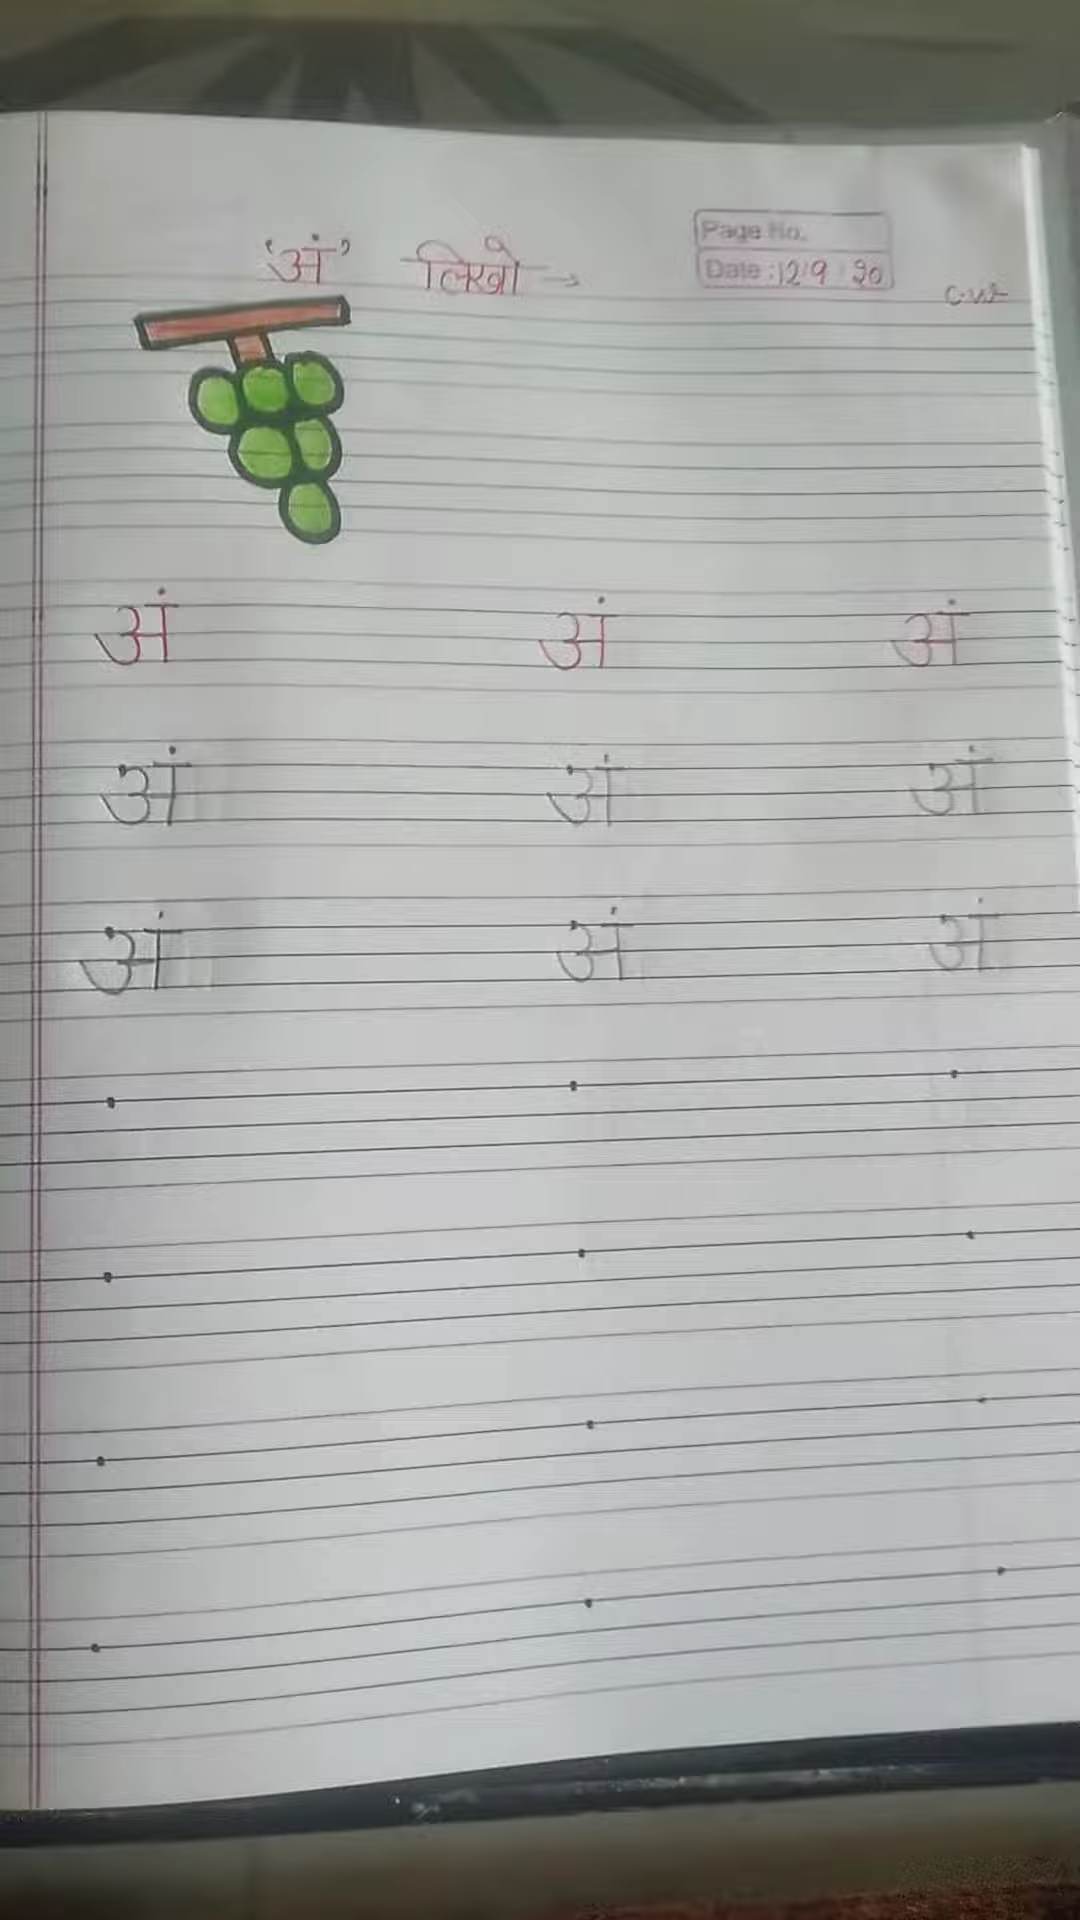 Page No.
'अं' लिखो → Date : 12/9/20
C.W
अं अं अं
अं अं अं
अं अं अं